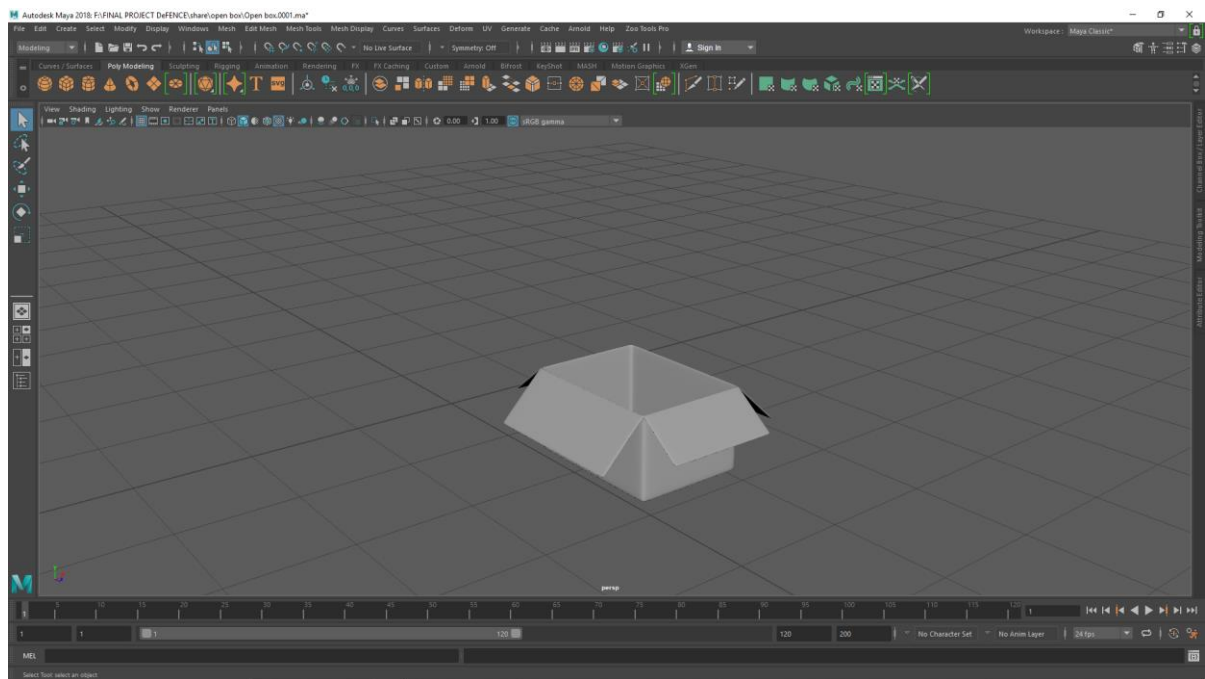 Autodesk Maya 2018: F:\FINAL PROJECT DeFENCE\share\open box\Open box.0001.ma*
File Edit Create Select Modify Display Windows Mesh Edit Mesh Mesh Tools Mesh Display Curves Surfaces Deform UV Generate Cache Arnold Help Zoo Tools Pro Workspace: Maya Classic*
Modeling No Live Surface Symmetry: Off Sign In
Curves / Surfaces Poly Modeling Sculpting Rigging Animation Rendering FX FX Caching Custom Arnold Bifrost KeyShot MASH Motion Graphics XGen
T SVG
View Shading Lighting Show Renderer Panels
0.00 1.00 sRGB gamma
Channel Box / Layer Editor
Modeling Toolkit
Attribute Editor
M
persp
1 5 10 15 20 25 30 35 40 45 50 55 60 65 70 75 80 85 90 95 100 105 110 115 120 1
1 1 1 120 120 200 No Character Set No Anim Layer 24 fps
MEL
Select Tool: select an object